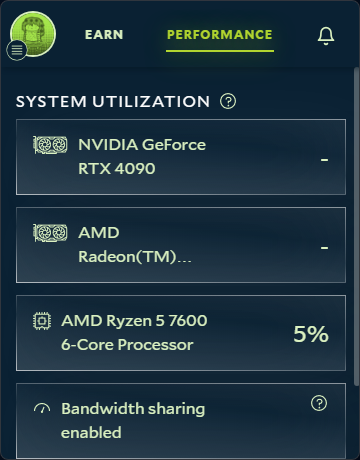 EARN
PERFORMANCE
SYSTEM UTILIZATION
NVIDIA GeForce
RTX 4090
-
AMD
Radeon(TM)...
-
AMD Ryzen 5 7600
6-Core Processor
5%
Bandwidth sharing
enabled